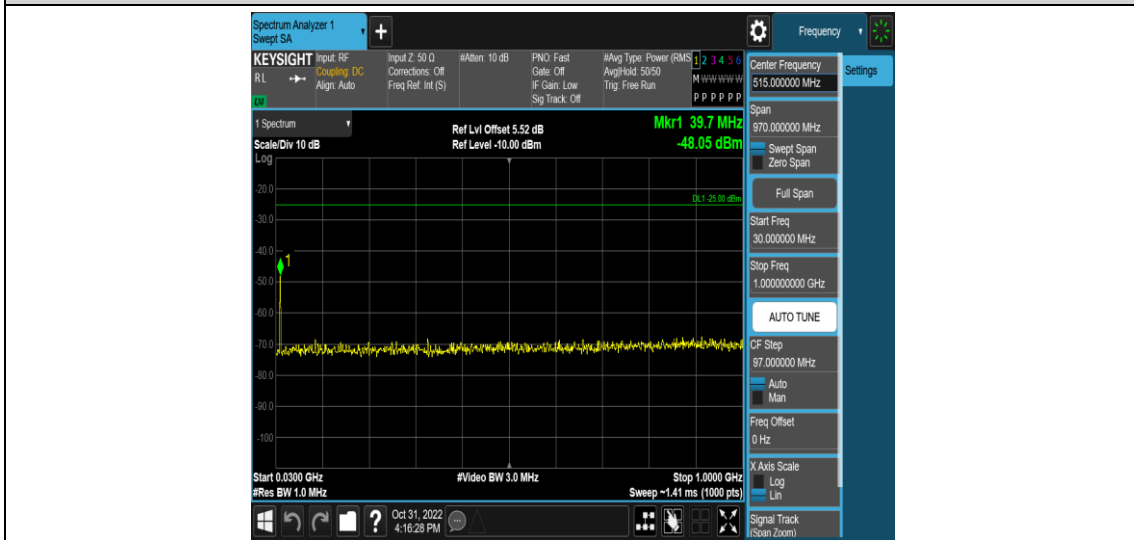 Spectrum Analyzer 1
Swept SA
+
Frequency
KEYSIGHT
RL
LXI
Input: RF
Coupling: DC
Align: Auto
Input Z: 50 Ω
Corrections: Off
Freq Ref: Int (S)
#Atten: 10 dB
PNO: Fast
Gate: Off
IF Gain: Low
Sig Track: Off
#Avg Type: Power (RMS
Avg|Hold: 50/50
Trig: Free Run
1 2 3 4 5 6
M W W W W W
P P P P P P
1 Spectrum
Scale/Div 10 dB
Ref Lvl Offset 5.52 dB
Ref Level -10.00 dBm
Mkr1 39.7 MHz
-48.05 dBm
Log
-20.0
DL1 -25.00 dBm
-30.0
-40.0
1
-50.0
-60.0
-70.0
-80.0
-90.0
-100
Start 0.0300 GHz
#Video BW 3.0 MHz
Stop 1.0000 GHz
#Res BW 1.0 MHz
Sweep ~1.41 ms (1000 pts)
?
Oct 31, 2022
4:16:28 PM
Center Frequency
515.000000 MHz
Settings
Span
970.000000 MHz
Swept Span
Zero Span
Full Span
Start Freq
30.000000 MHz
Stop Freq
1.000000000 GHz
AUTO TUNE
CF Step
97.000000 MHz
Auto
Man
Freq Offset
0 Hz
X Axis Scale
Log
Lin
Signal Track
(Span Zoom)